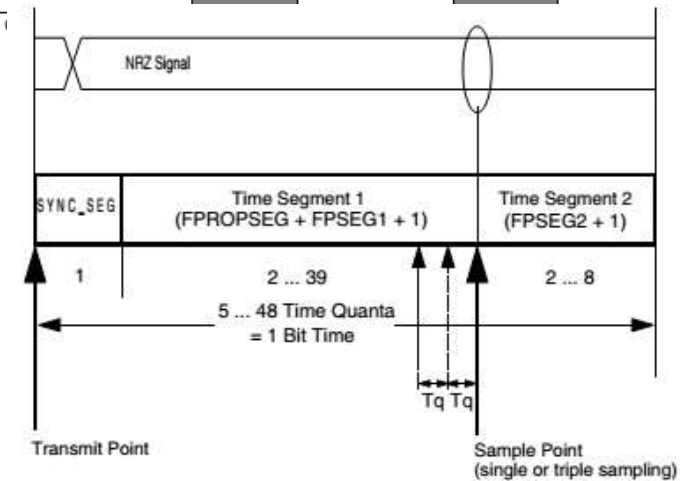 NRZ Signal
SYNC_SEG
Time Segment 1
(FPROPSEG + FPSEG1 + 1)
Time Segment 2
(FPSEG2 + 1)
1
2 ... 39
2 ... 8
5 ... 48 Time Quanta
= 1 Bit Time
Tq Tq
Transmit Point
Sample Point
(single or triple sampling)